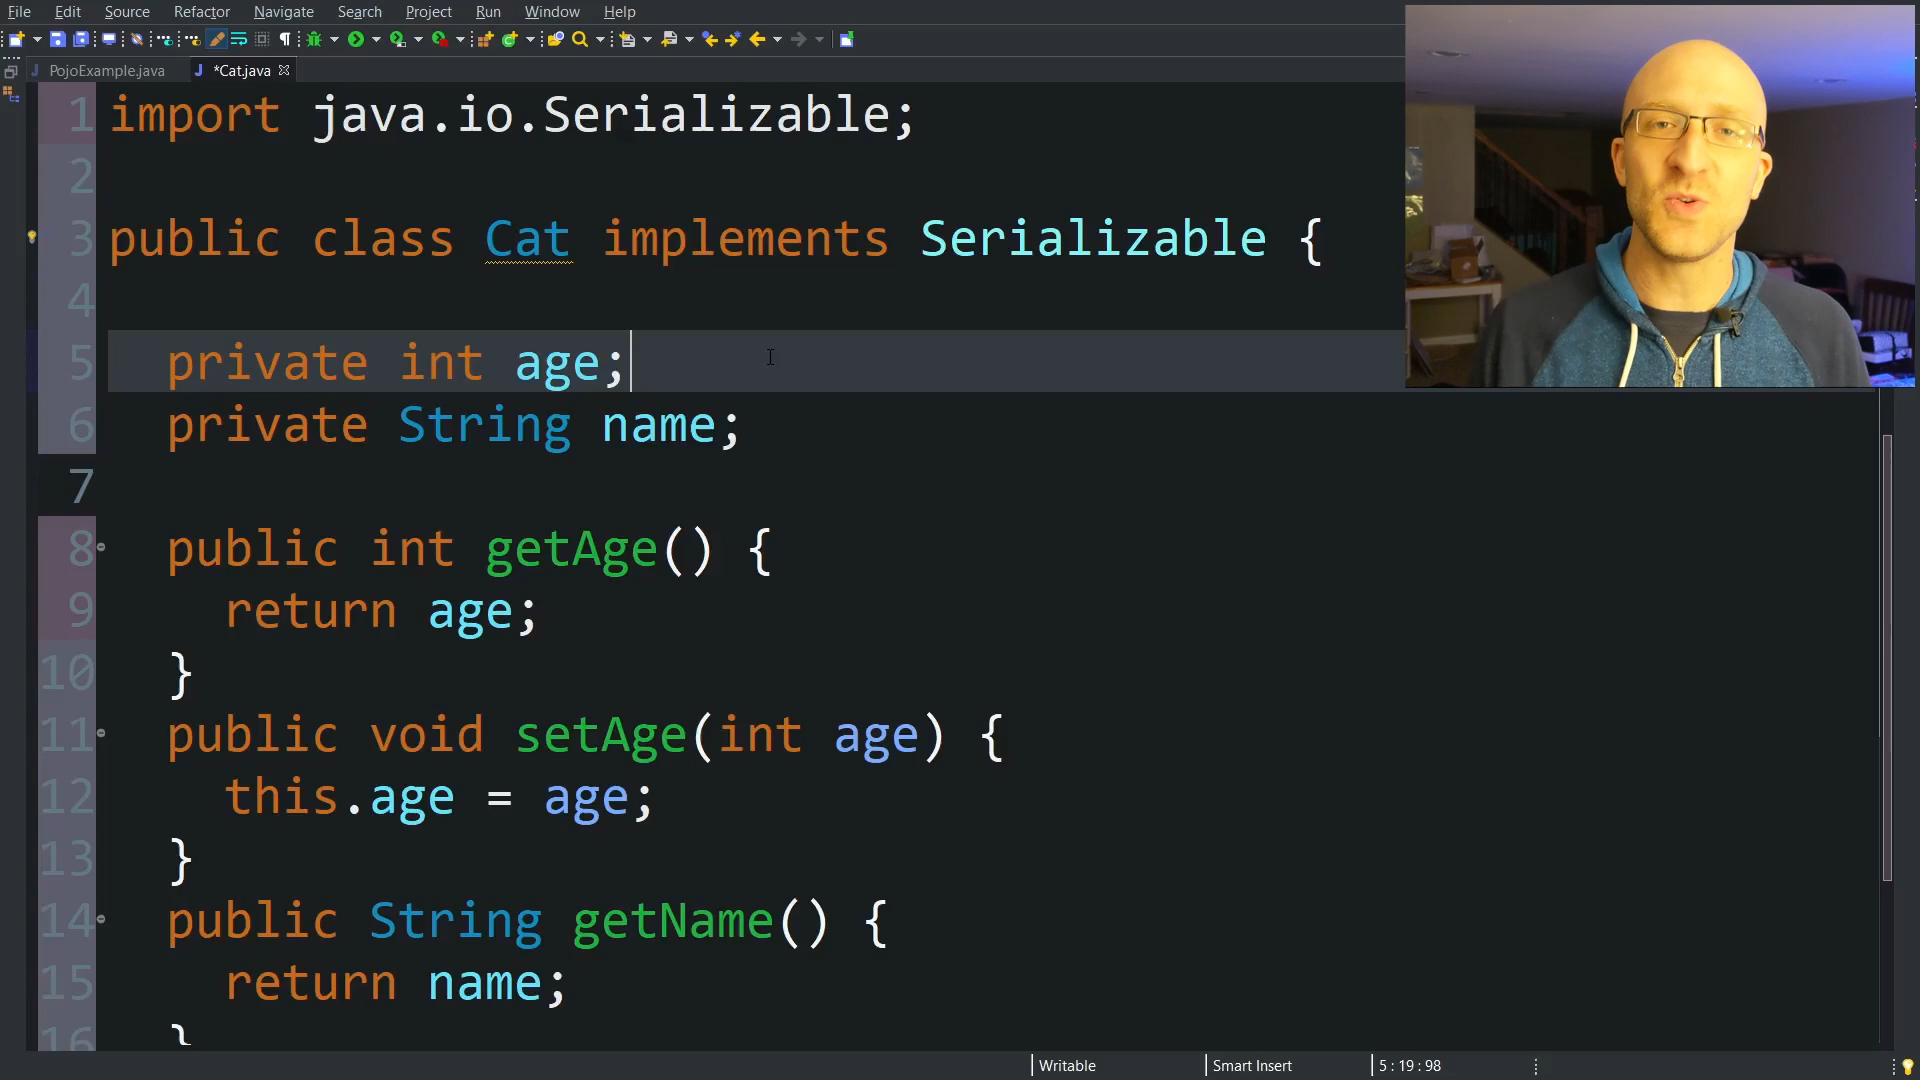 File Edit Source Refactor Navigate Search Project Run Window Help
PojoExample.java *Cat.java
1 import java.io.Serializable;
2
3 public class Cat implements Serializable {
4
5 private int age;
6 private String name;
7
8 public int getAge() {
9 return age;
10 }
11 public void setAge(int age) {
12 this.age = age;
13 }
14 public String getName() {
15 return name;
16 }
Writable Smart Insert 5 : 19 : 98